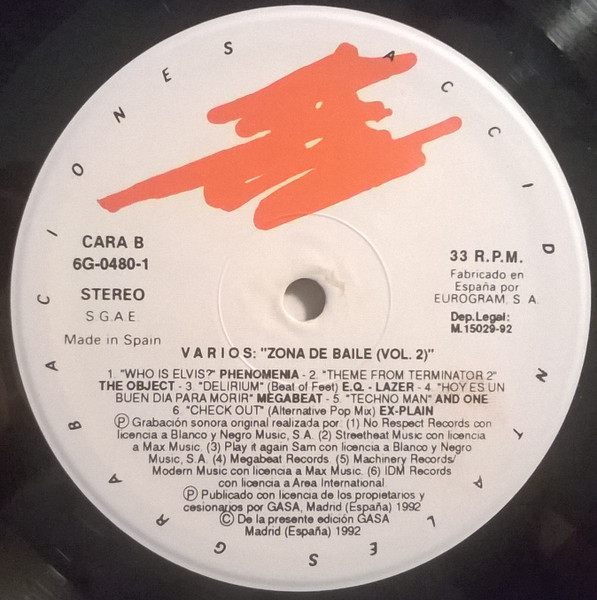 GRABACIONES ACCIDENTALES
CARA B
6G-0480-1
STEREO
S.G.A.E.
Made in Spain
33 R.P.M.
Fabricado en
España por
EUROGRAM, S. A.
Dep. Legal:
M.15029-92
VARIOS: "ZONA DE BAILE (VOL. 2)"
1. "WHO IS ELVIS?" PHENOMENIA - 2. "THEME FROM TERMINATOR 2"
THE OBJECT - 3. "DELIRIUM" (Beat of Feet) E.Q. - LAZER - 4. "HOY ES UN
BUEN DIA PARA MORIR" MEGABEAT - 5. "TECHNO MAN" AND ONE
6. "CHECK OUT" (Alternative Pop Mix) EX-PLAIN
Ⓟ Grabación sonora original realizada por: (1) No Respect Records con
licencia a Blanco y Negro Music, S.A. (2) Streetheat Music con licencia
a Max Music. (3) Play it again Sam con licencia a Blanco y Negro
Music, S.A. (4) Megabeat Records. (5) Machinery Records/
Modern Music con licencia a Max Music. (6) IDM Records
con licencia a Area International.
Ⓟ Publicado con licencia de los propietarios y
cesionarios por GASA, Madrid (España) 1992
© De la presente edición GASA
Madrid (España) 1992